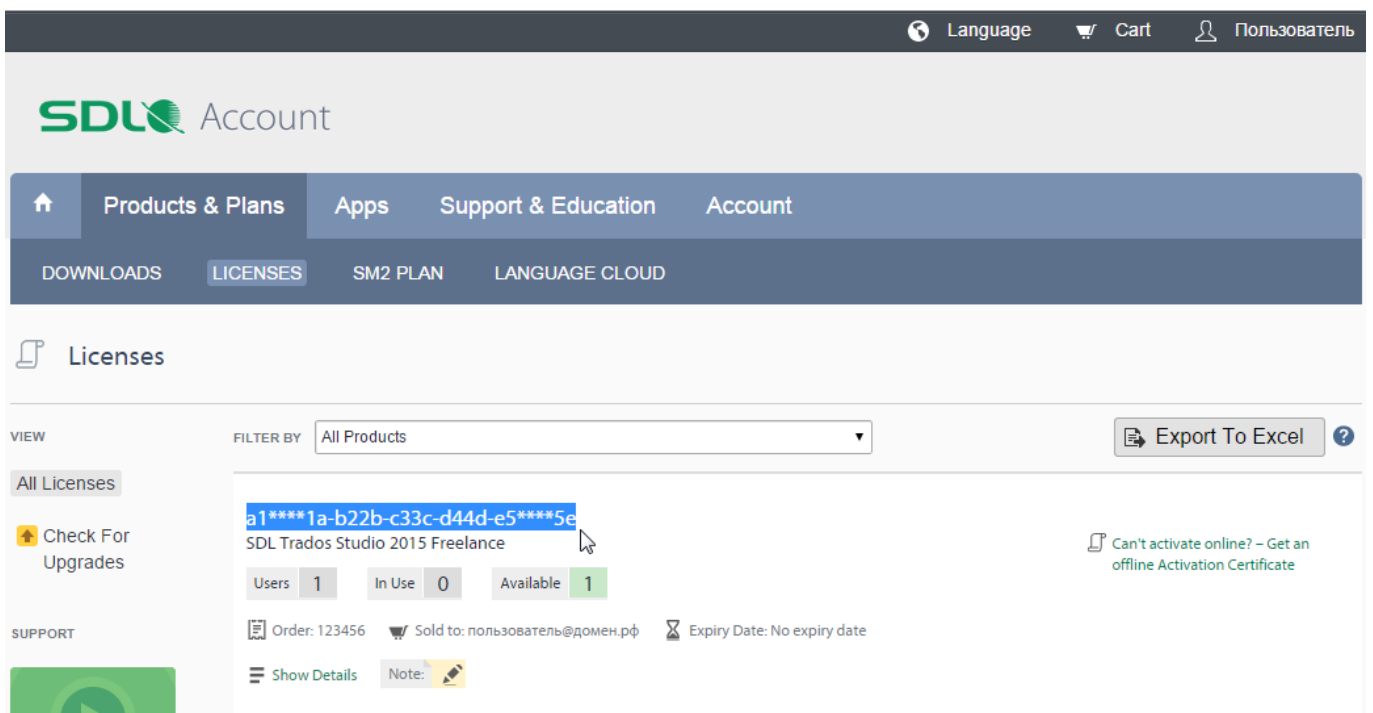 Language Cart Пользователь
SDL Account
Products & Plans Apps Support & Education Account
DOWNLOADS LICENSES SM2 PLAN LANGUAGE CLOUD
Licenses
VIEW
FILTER BY All Products Export To Excel ?
All Licenses
Check For
Upgrades
a1****1a-b22b-c33c-d44d-e5****5e
SDL Trados Studio 2015 Freelance
Can't activate online? – Get an
offline Activation Certificate
Users 1 In Use 0 Available 1
SUPPORT
Order: 123456 Sold to: пользователь@домен.рф Expiry Date: No expiry date
Show Details Note: